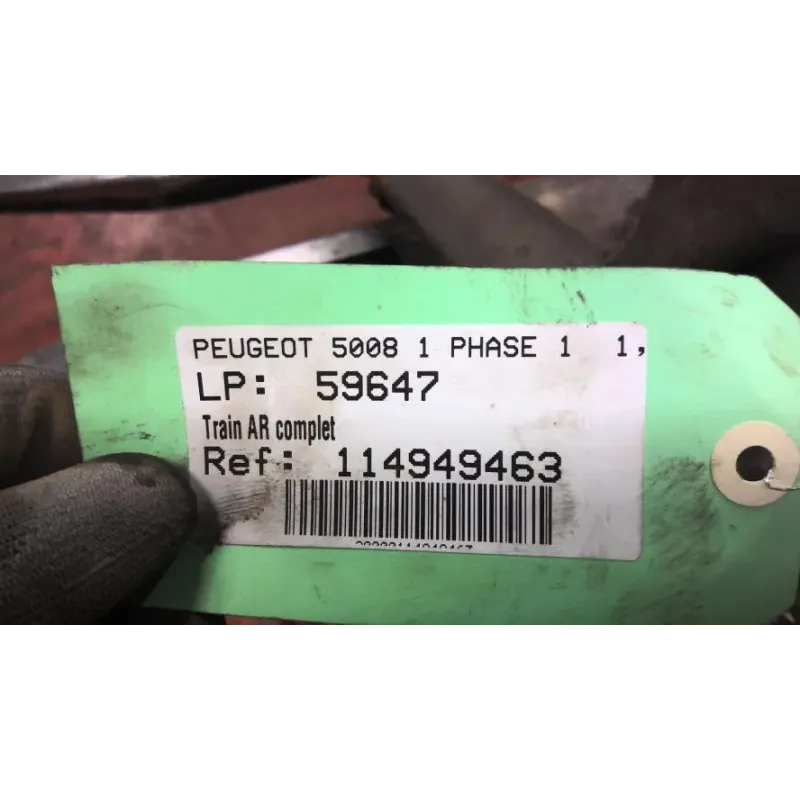 PEUGEOT 5008 1 PHASE 1 1,
LP: 59647
Train AR complet
Ref: 114949463